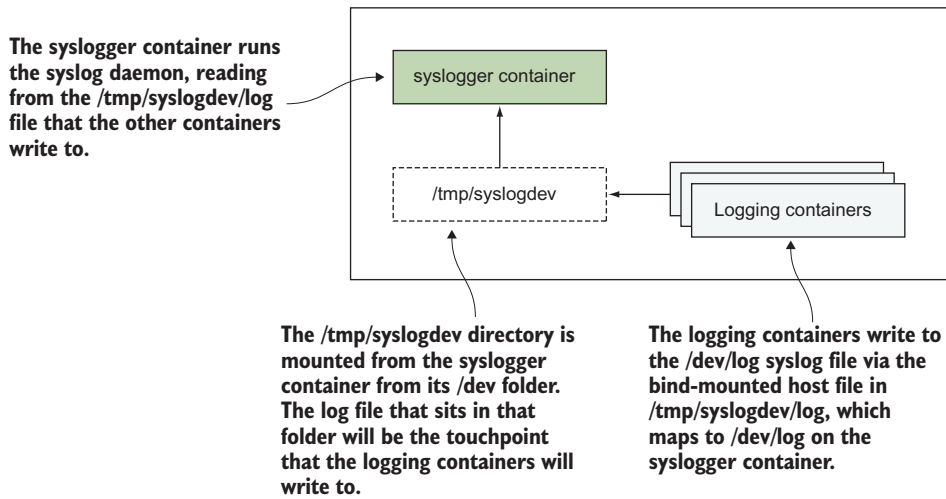 The syslogger container runs
the syslog daemon, reading
from the /tmp/syslogdev/log
file that the other containers
write to.
syslogger container
/tmp/syslogdev
Logging containers
The /tmp/syslogdev directory is
mounted from the syslogger
container from its /dev folder.
The log file that sits in that
folder will be the touchpoint
that the logging containers will
write to.
The logging containers write to
the /dev/log syslog file via the
bind-mounted host file in
/tmp/syslogdev/log, which
maps to /dev/log on the
syslogger container.